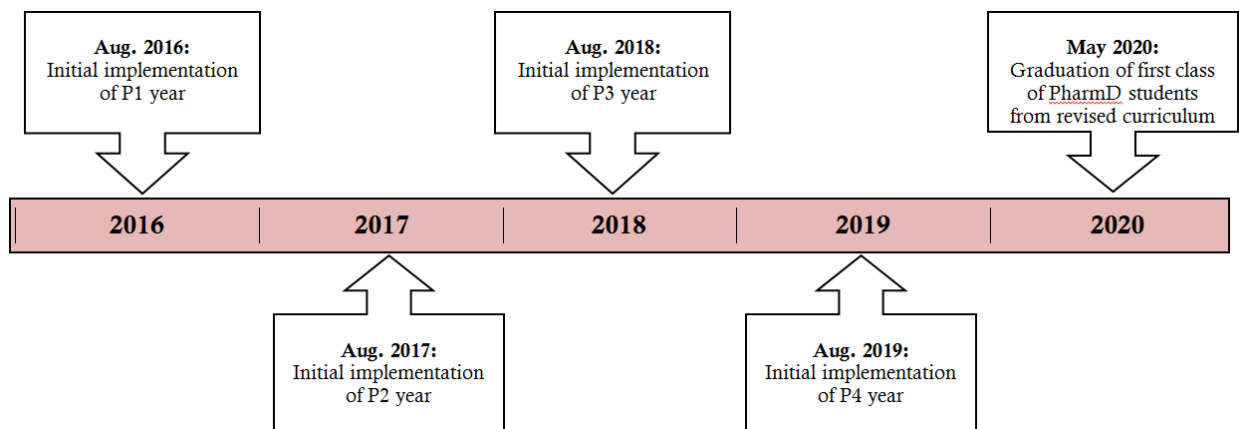 Aug. 2016:
Initial implementation
of P1 year
Aug. 2018:
Initial implementation
of P3 year
May 2020:
Graduation of first class
of PharmD students
from revised curriculum
2016
2017
2018
2019
2020
Aug. 2017:
Initial implementation
of P2 year
Aug. 2019:
Initial implementation
of P4 year